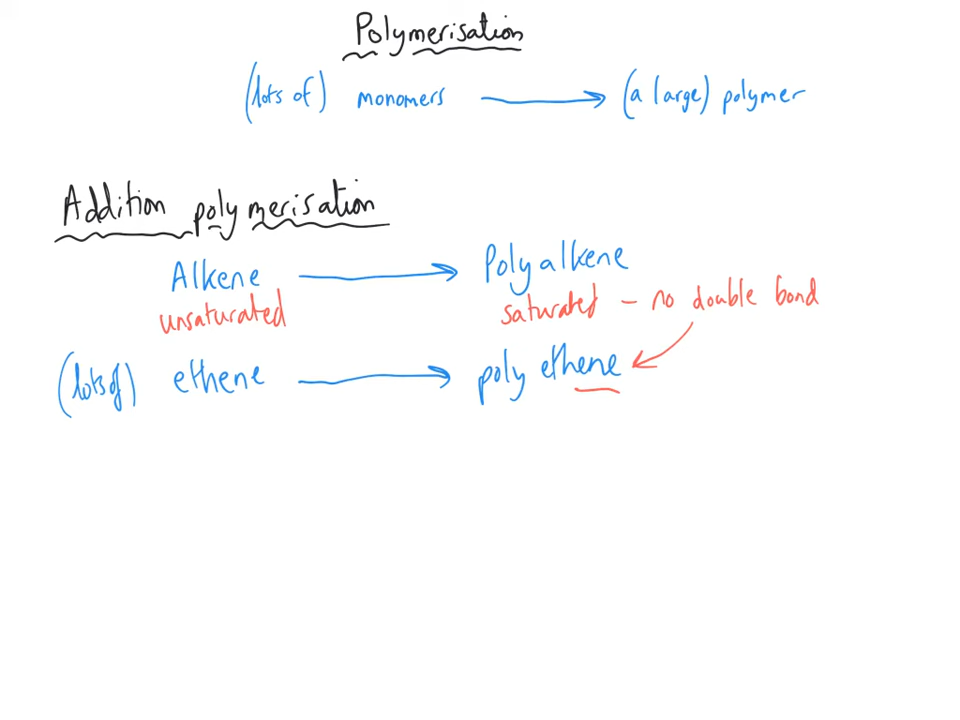 Polymerisation
(lots of) monomers → (a large) polymer
Addition polymerisation
Alkene → Polyalkene
unsaturated saturated – no double bond
(lots of) ethene → poly ethene